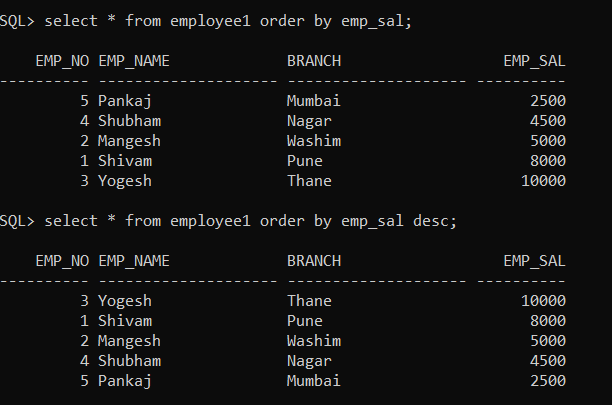 SQL> select * from employee1 order by emp_sal;
EMP_NO EMP_NAME BRANCH EMP_SAL
---------- -------------------- -------------------- ----------
5 Pankaj Mumbai 2500
4 Shubham Nagar 4500
2 Mangesh Washim 5000
1 Shivam Pune 8000
3 Yogesh Thane 10000
SQL> select * from employee1 order by emp_sal desc;
EMP_NO EMP_NAME BRANCH EMP_SAL
---------- -------------------- -------------------- ----------
3 Yogesh Thane 10000
1 Shivam Pune 8000
2 Mangesh Washim 5000
4 Shubham Nagar 4500
5 Pankaj Mumbai 2500